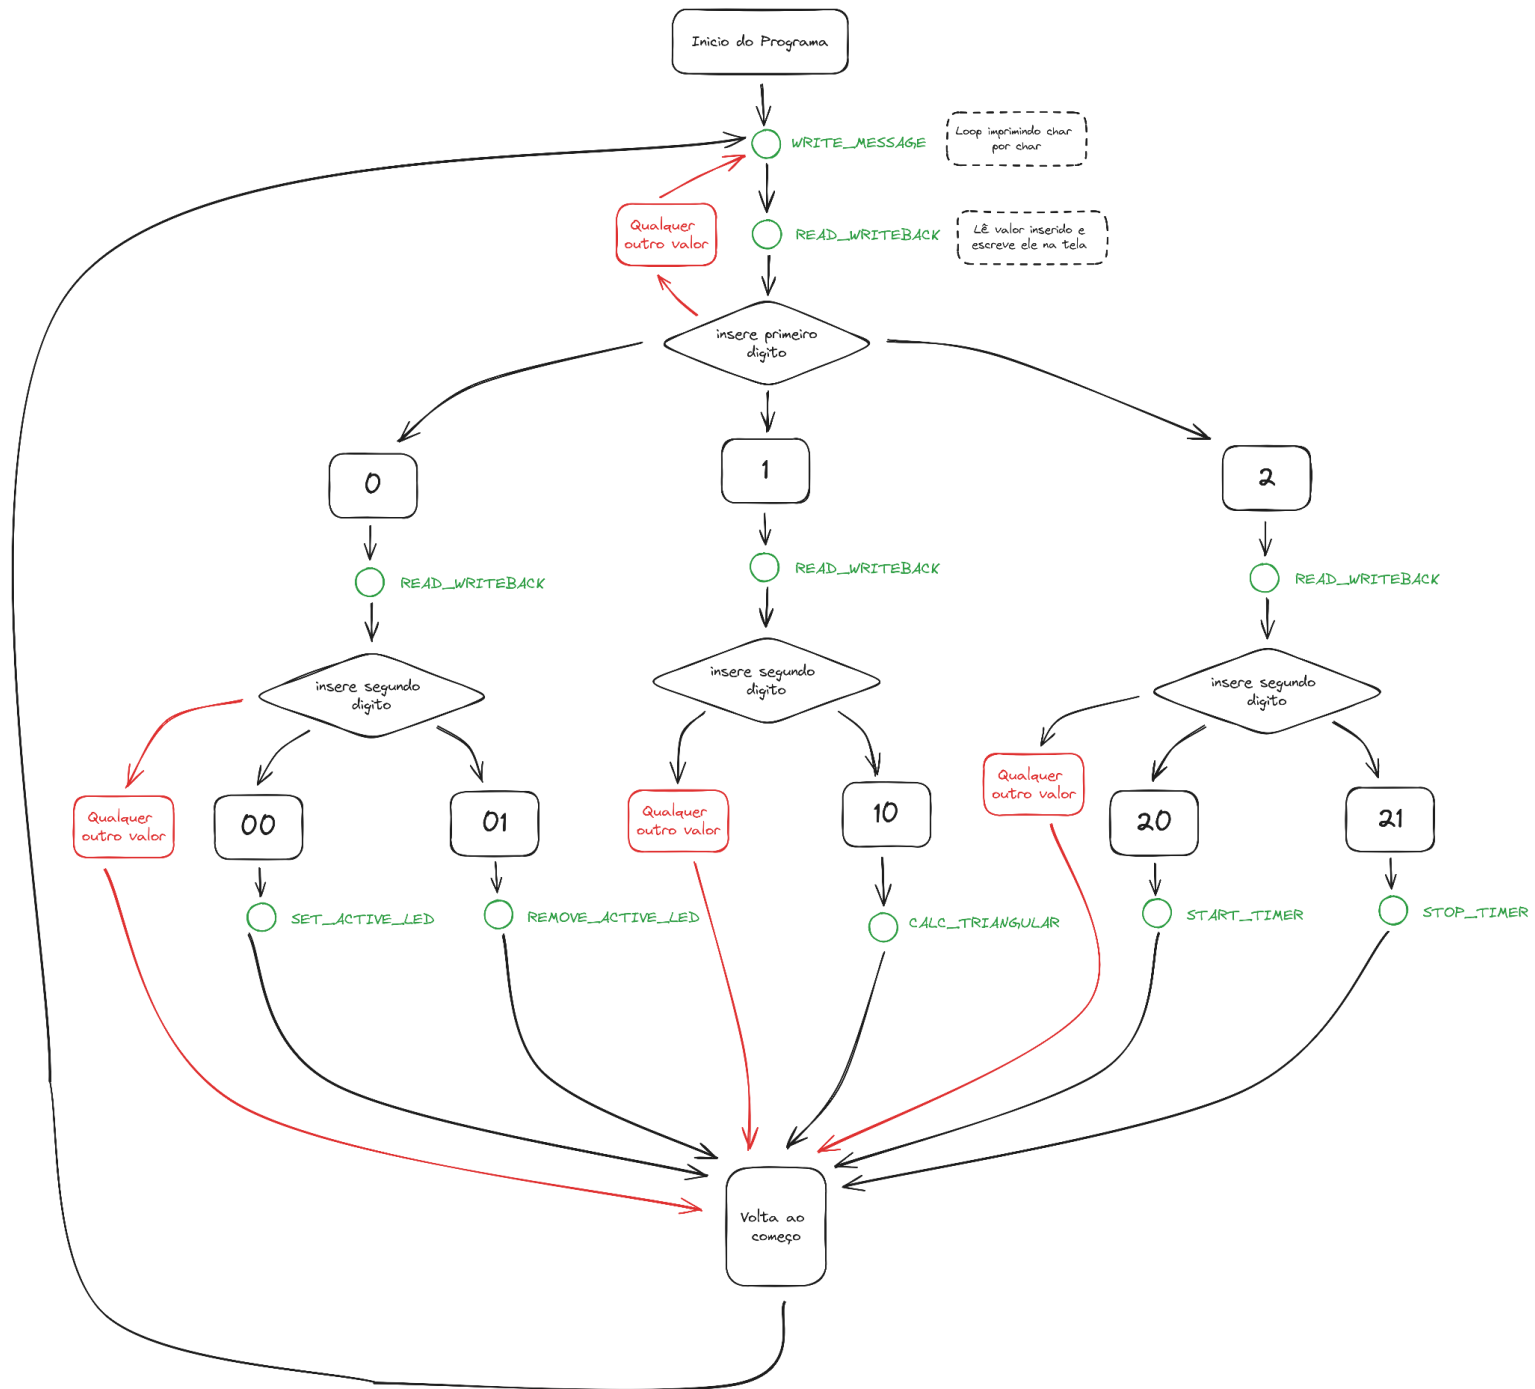 Inicio do Programa
WRITE_MESSAGE
Loop imprimindo char
por char
Qualquer
outro valor
READ_WRITEBACK
Lê valor inserido e
escreve ele na tela
insere primeiro
digito
0
1
2
READ_WRITEBACK
READ_WRITEBACK
READ_WRITEBACK
insere segundo
digito
insere segundo
digito
insere segundo
digito
Qualquer
outro valor
00
01
Qualquer
outro valor
10
Qualquer
outro valor
20
21
SET_ACTIVE_LED
REMOVE_ACTIVE_LED
CALC_TRIANGULAR
START_TIMER
STOP_TIMER
Volta ao
começo